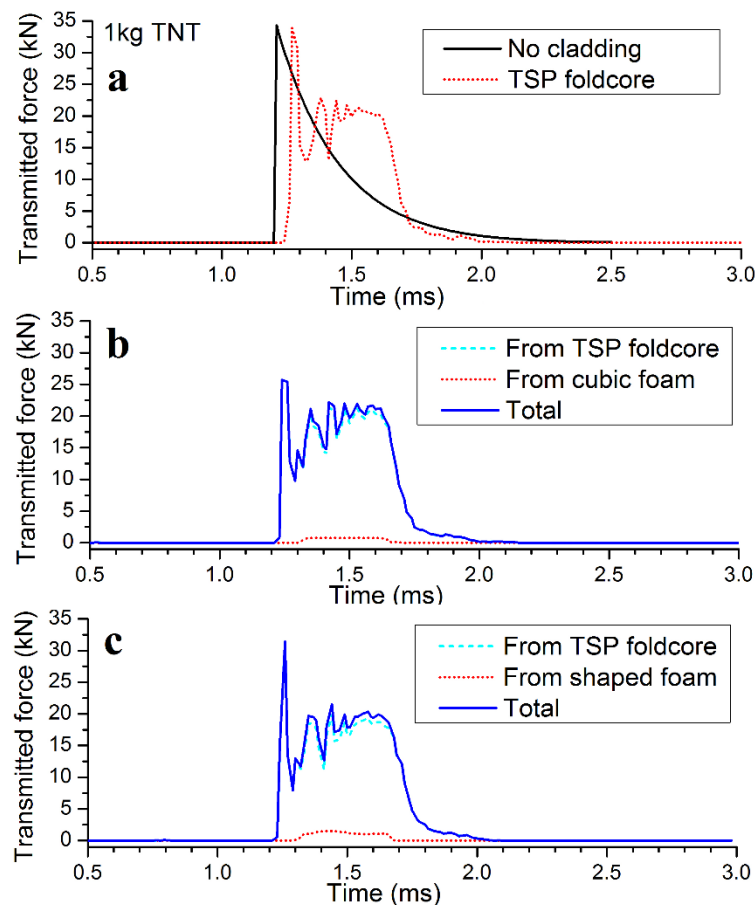 1kg TNT
a
No cladding
TSP foldcore
Transmitted force (kN)
35
30
25
20
15
10
5
0
0.5 1.0 1.5 2.0 2.5 3.0
Time (ms)
b
From TSP foldcore
From cubic foam
Total
Transmitted force (kN)
35
30
25
20
15
10
5
0
0.5 1.0 1.5 2.0 2.5 3.0
Time (ms)
c
From TSP foldcore
From shaped foam
Total
Transmitted force (kN)
35
30
25
20
15
10
5
0
0.5 1.0 1.5 2.0 2.5 3.0
Time (ms)